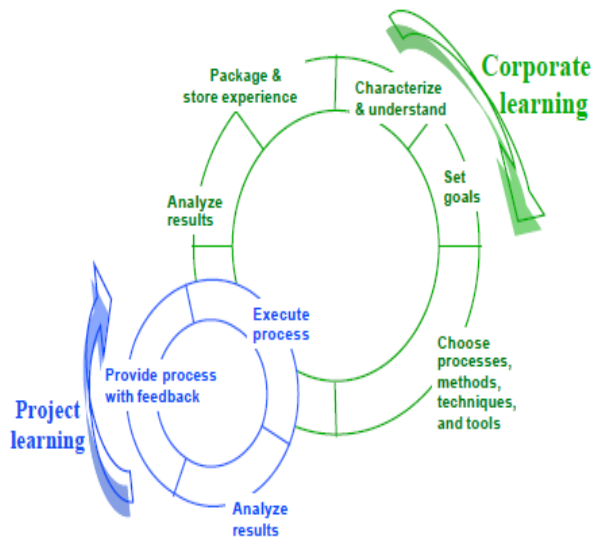 Corporate
learning
Package &
store experience
Characterize
& understand
Set
goals
Analyze
results
Execute
process
Choose
processes,
methods,
techniques,
and tools
Provide process
with feedback
Project
learning
Analyze
results